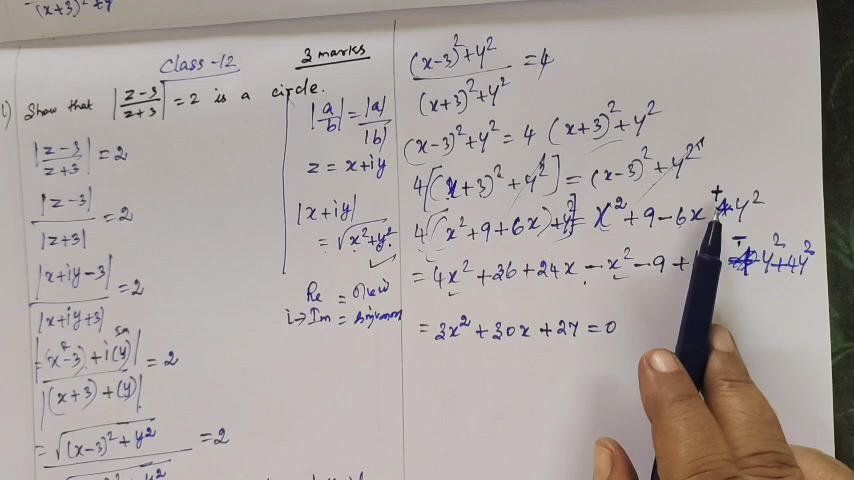 (x+3)² + y
Class-12
3 marks
1) Show that |z-3/z+3| = 2 is a circle.
|z-3/z+3| = 2
|z-3|/|z+3| = 2
|x+iy-3|/|x+iy+3| = 2
|(x-3)+i(y)|/|(x+3)+(y)| = 2
= √(x-3)²+y² = 2
|a/b| = |a|/|b|
z = x+iy
|x+iy|
= √x²+y².
Re =
i→Im =
(x-3)²+y²/(x+3)²+y² = 4
(x-3)²+y² = 4 (x+3)²+y²
4[(x+3)²+y²] = (x-3)²+y²
4[(x²+9+6x)+y²] = x²+9-6x + y²
= 4x²+36+24x - x²-9+ - y²+4y²
= 3x²+30x+27=0